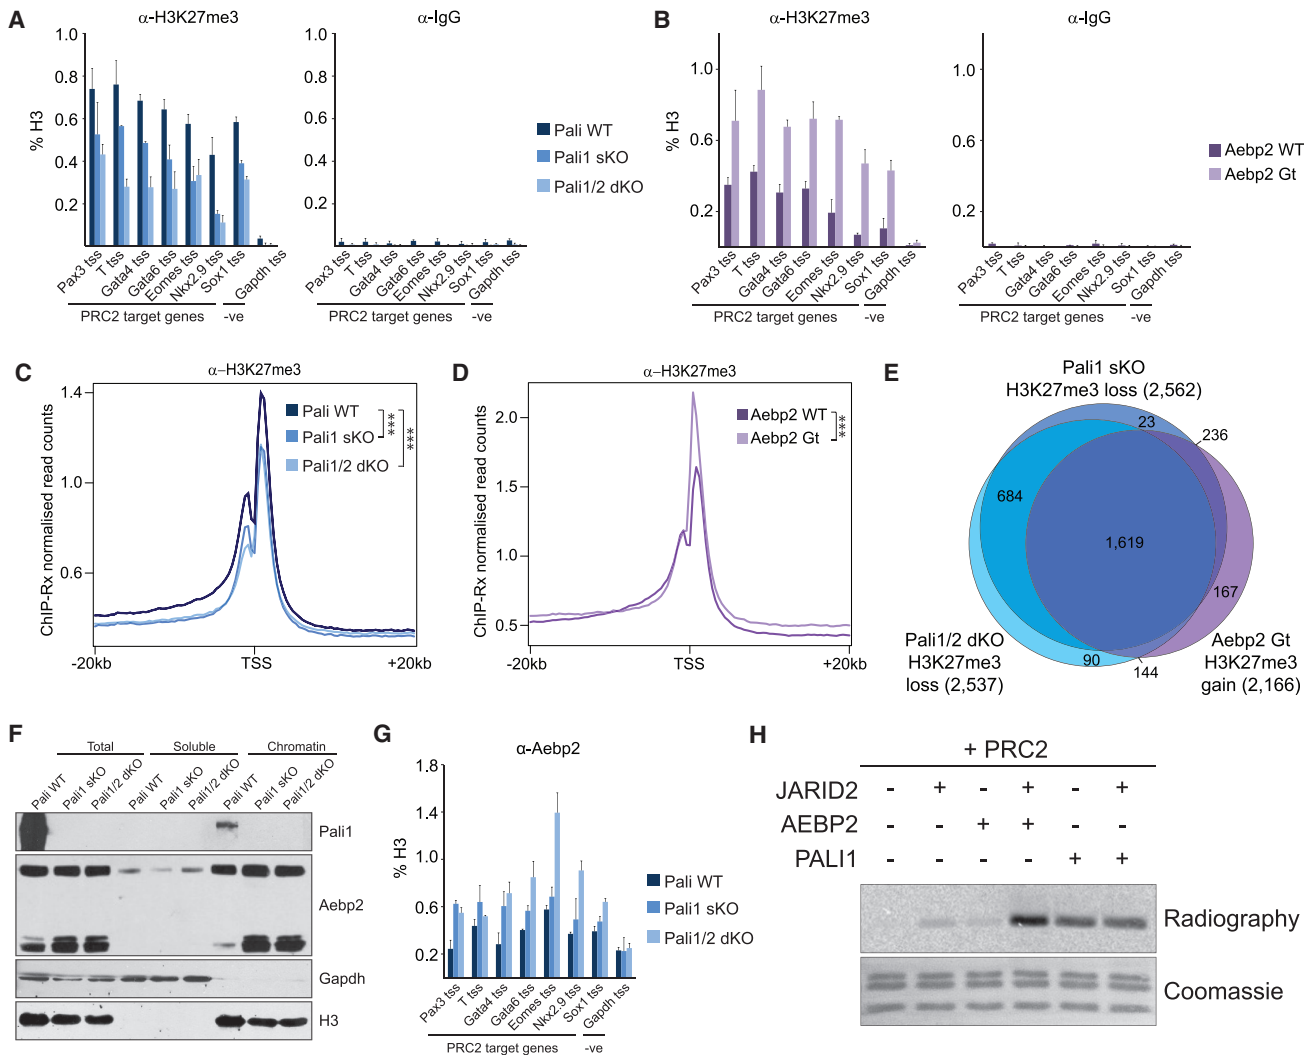 A
α-H3K27me3
α-IgG
% H3
1.0
0.8
0.6
0.4
0.2
1.0
0.8
0.6
0.4
0.2
Pali WT
Pali1 sKO
Pali1/2 dKO
Pax3 tss
T tss
Gata4 tss
Gata6 tss
Eomes tss
Nkx2.9 tss
Sox1 tss
Gapdh tss
PRC2 target genes
-ve
Pax3 tss
T tss
Gata4 tss
Gata6 tss
Eomes tss
Nkx2.9 tss
Sox1 tss
Gapdh tss
PRC2 target genes
-ve
B
α-H3K27me3
α-IgG
% H3
1.0
0.6
0.2
1.0
0.6
0.2
Aebp2 WT
Aebp2 Gt
Pax3 tss
T tss
Gata4 tss
Gata6 tss
Eomes tss
Nkx2.9 tss
Sox1 tss
Gapdh tss
PRC2 target genes
-ve
Pax3 tss
T tss
Gata4 tss
Gata6 tss
Eomes tss
Nkx2.9 tss
Sox1 tss
Gapdh tss
PRC2 target genes
-ve
C
α–H3K27me3
ChIP-Rx normalised read counts
1.4
1.0
0.6
Pali WT
Pali1 sKO
Pali1/2 dKO
***
***
-20kb
TSS
+20kb
D
α–H3K27me3
ChIP-Rx normalised read counts
2.0
1.5
1.0
0.5
Aebp2 WT
Aebp2 Gt
***
-20kb
TSS
+20kb
E
Pali1 sKO
H3K27me3 loss (2,562)
23
236
684
1,619
167
90
144
Pali1/2 dKO
H3K27me3
loss (2,537)
Aebp2 Gt
H3K27me3
gain (2,166)
F
Total
Soluble
Chromatin
Pali WT
Pali1 sKO
Pali1/2 dKO
Pali WT
Pali1 sKO
Pali1/2 dKO
Pali WT
Pali1 sKO
Pali1/2 dKO
Pali1
Aebp2
Gapdh
H3
G
α-Aebp2
% H3
1.8
1.4
1.0
0.6
0.2
Pali WT
Pali1 sKO
Pali1/2 dKO
Pax3 tss
T tss
Gata4 tss
Gata6 tss
Eomes tss
Nkx2.9 tss
Sox1 tss
Gapdh tss
PRC2 target genes
-ve
H
+ PRC2
JARID2 - + - + - +
AEBP2 - - + + - -
PALI1 - - - - + +
Radiography
Coomassie